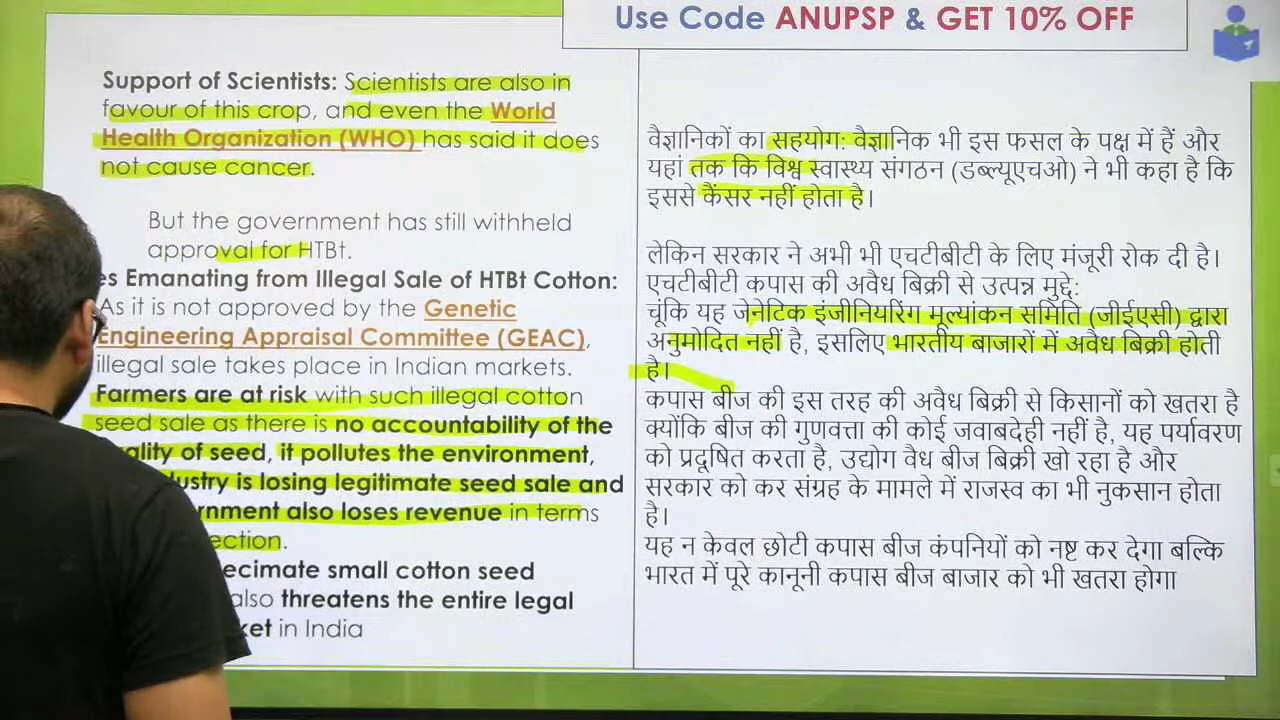 Use Code ANUPSP & GET 10% OFF
Support of Scientists: Scientists are also in
favour of this crop, and even the World
Health Organization (WHO) has said it does
not cause cancer.
But the government has still withheld
approval for HTBt.
es Emanating from Illegal Sale of HTBt Cotton:
As it is not approved by the Genetic
Engineering Appraisal Committee (GEAC),
illegal sale takes place in Indian markets.
Farmers are at risk with such illegal cotton
seed sale as there is no accountability of the
ality of seed, it pollutes the environment,
ustry is losing legitimate seed sale and
rnment also loses revenue in terms
ection.
ecimate small cotton seed
also threatens the entire legal
ket in India
वैज्ञानिकों का सहयोग: वैज्ञानिक भी इस फसल के पक्ष में हैं और
यहां तक कि विश्व स्वास्थ्य संगठन (डब्ल्यूएचओ) ने भी कहा है कि
इससे कैंसर नहीं होता है।
लेकिन सरकार ने अभी भी एचटीबीटी के लिए मंजूरी रोक दी है।
एचटीबीटी कपास की अवैध बिक्री से उत्पन्न मुद्दे:
चूंकि यह जेनेटिक इंजीनियरिंग मूल्यांकन समिति (जीईएसी) द्वारा
अनुमोदित नहीं है, इसलिए भारतीय बाजारों में अवैध बिक्री होती
है।
कपास बीज की इस तरह की अवैध बिक्री से किसानों को खतरा है
क्योंकि बीज की गुणवत्ता की कोई जवाबदेही नहीं है, यह पर्यावरण
को प्रदूषित करता है, उद्योग वैध बीज बिक्री खो रहा है और
सरकार को कर संग्रह के मामले में राजस्व का भी नुकसान होता
है।
यह न केवल छोटी कपास बीज कंपनियों को नष्ट कर देगा बल्कि
भारत में पूरे कानूनी कपास बीज बाजार को भी खतरा होगा